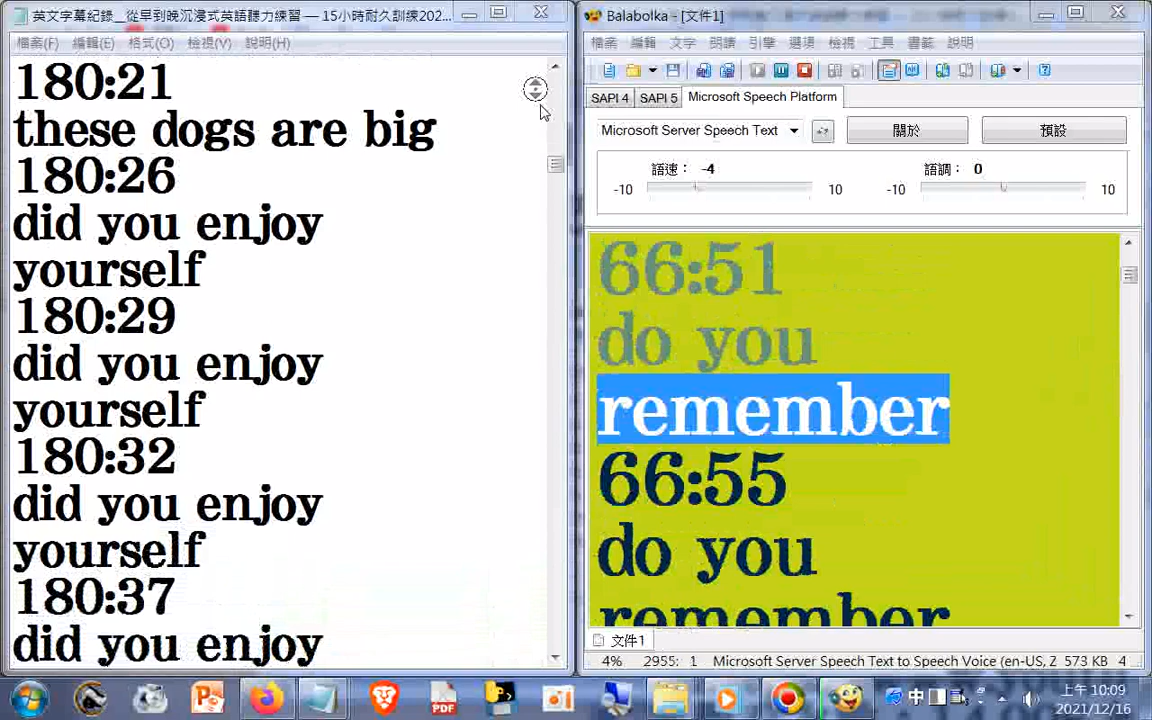 英文字幕紀錄__從早到晚沉浸式英語聽力練習 — 15小時耐久訓練202...
檔案(F) 編輯(E) 格式(O) 檢視(V) 說明(H)
180:21
these dogs are big
180:26
did you enjoy
yourself
180:29
did you enjoy
yourself
180:32
did you enjoy
yourself
180:37
did you enjoy
Balabolka - [文件1]
檔案 編輯 文字 朗讀 引擎 選項 檢視 工具 書籤 說明
SAPI 4 SAPI 5 Microsoft Speech Platform
Microsoft Server Speech Text 關於 預設
語速： -4 語調： 0
-10 10 -10 10
66:51
do you
remember
66:55
do you
remember
文件1
4% 2955: 1 Microsoft Server Speech Text to Speech Voice (en-US, Z 573 KB 4
PDF
中
上午 10:09
2021/12/16